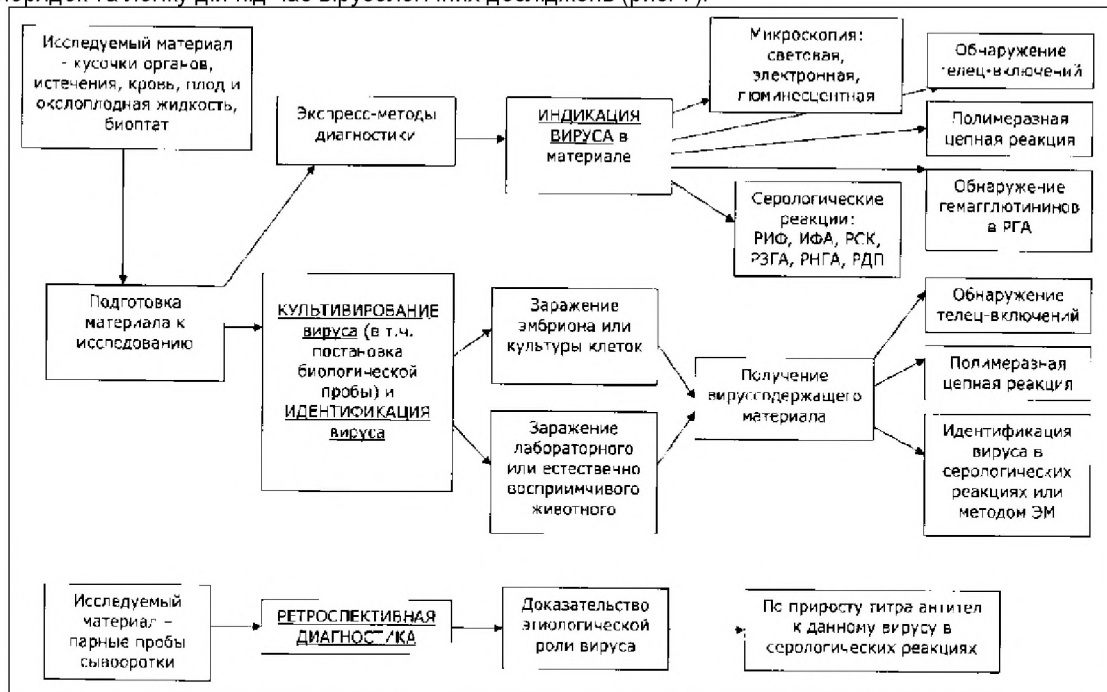 Исследуемый материал
- кусочки органов,
истечения, кровь, плод и
околоплодная жидкость,
биоптат
Экспресс-методы
диагностики
ИНДИКАЦИЯ
ВИРУСА в
материале
Микроскопия:
световая,
электронная,
люминесцентная
Обнаружение
телец-включений
Полимеразная
цепная реакция
Обнаружение
гемагглютининов
в РГА
Серологические
реакции:
РИФ, ИФА, РСК,
РЗГА, РНГА, РДП
Подготовка
материала к
исследованию
КУЛЬТИВИРОВАНИЕ
вируса (в т.ч.
постановка
биологической
пробы) и
ИДЕНТИФИКАЦИЯ
вируса
Заражение
эмбриона или
культуры клеток
Заражение
лабораторного
или естественно
восприимчивого
животного
Получение
вируссодержащего
материала
Обнаружение
телец-включений
Полимеразная
цепная реакция
Идентификация
вируса в
серологических
реакциях или
методом ЭМ
Исследуемый
материал –
парные пробы
сывооротки
РЕТРОСПЕКТИВНАЯ
ДИАГНОСТИКА
Доказательство
этиологической
роли вируса
По приросту титра антител
к данному вирусу в
серологических реакциях